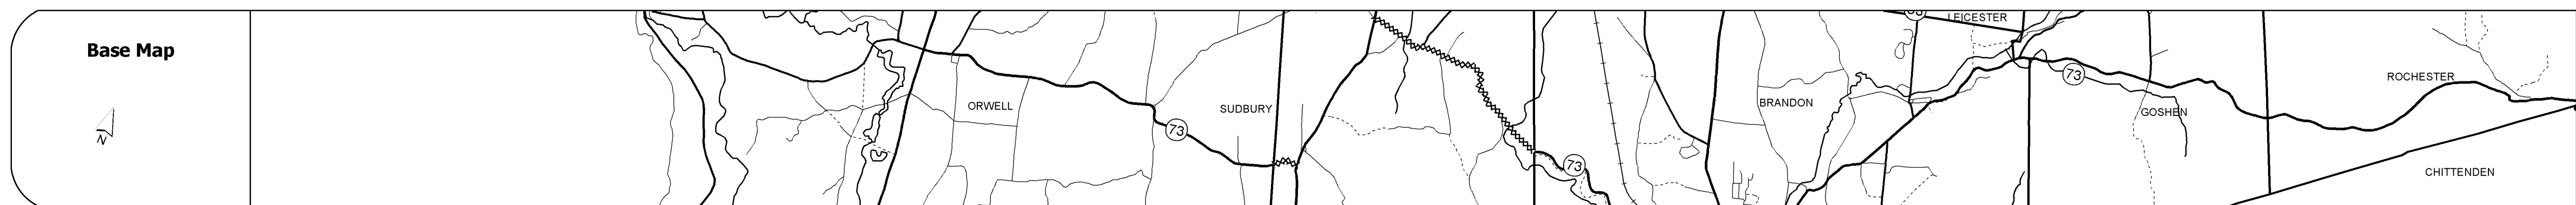 Base Map
N
ORWELL
73
SUDBURY
73
BRANDON
LEICESTER
73
GOSHEN
ROCHESTER
CHITTENDEN